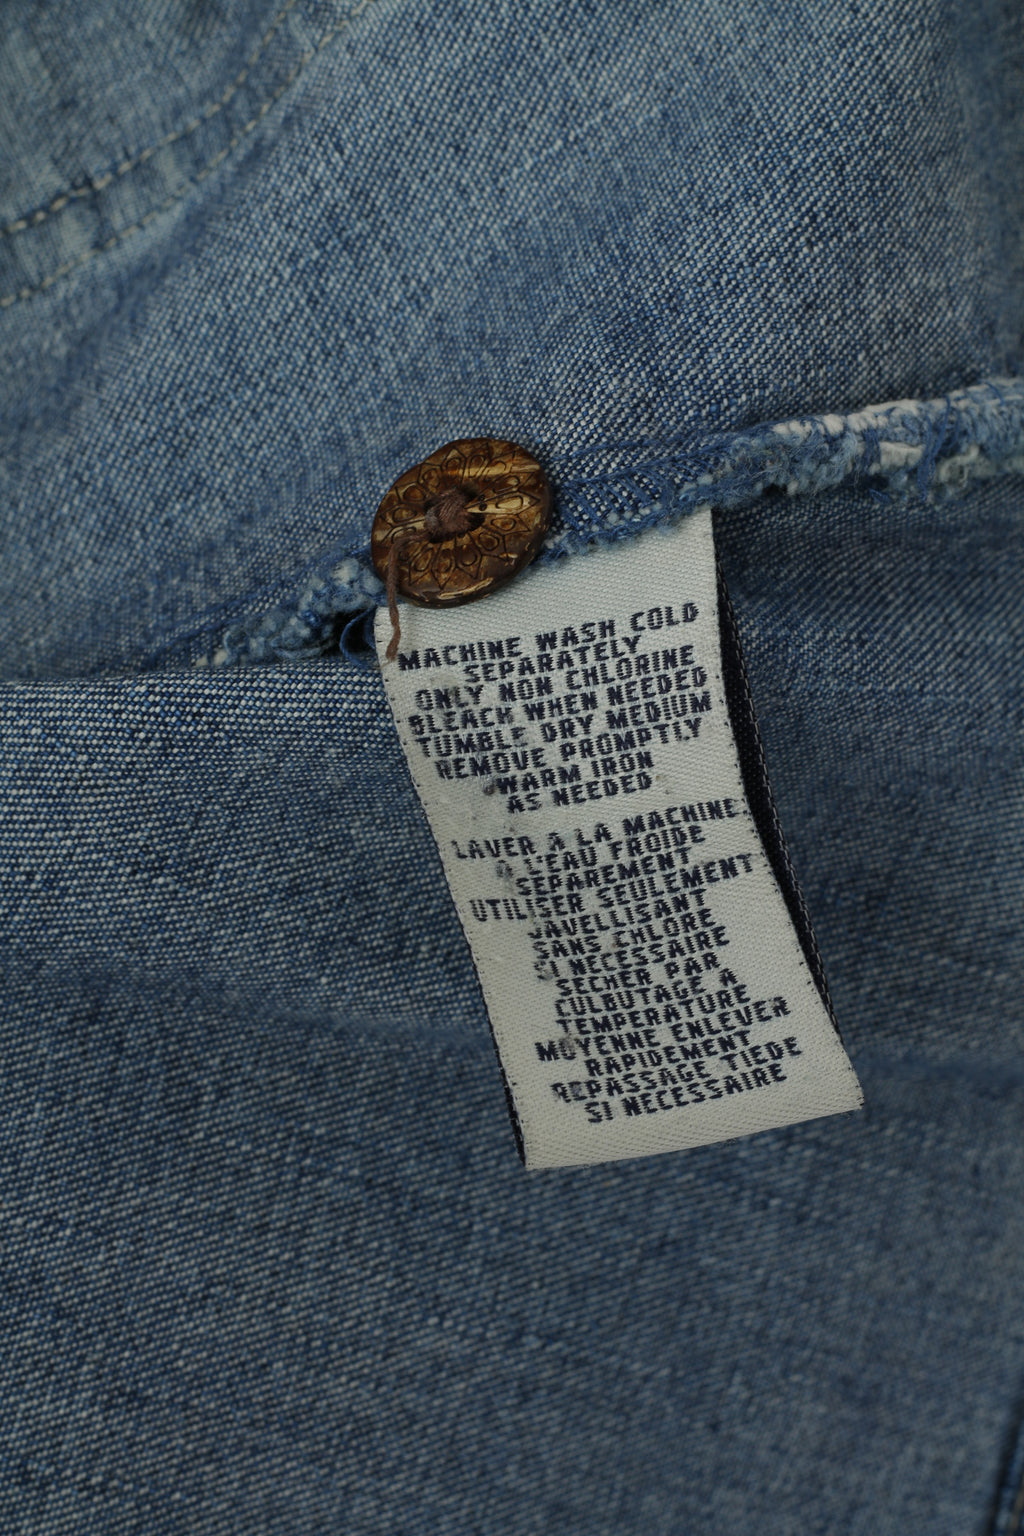 MACHINE WASH COLD
SEPARATELY
ONLY NON CHLORINE
BLEACH WHEN NEEDED
TUMBLE DRY MEDIUM
REMOVE PROMPTLY
WARM IRON
AS NEEDED
LAVER A LA MACHINE
A L'EAU FROIDE
SEPAREMENT
UTILISER SEULEMENT
JAVELLISANT
SANS CHLORE
SI NECESSAIRE
SECHER PAR
CULBUTAGE A
TEMPERATURE
MOYENNE ENLEVER
RAPIDEMENT
REPASSAGE TIEDE
SI NECESSAIRE